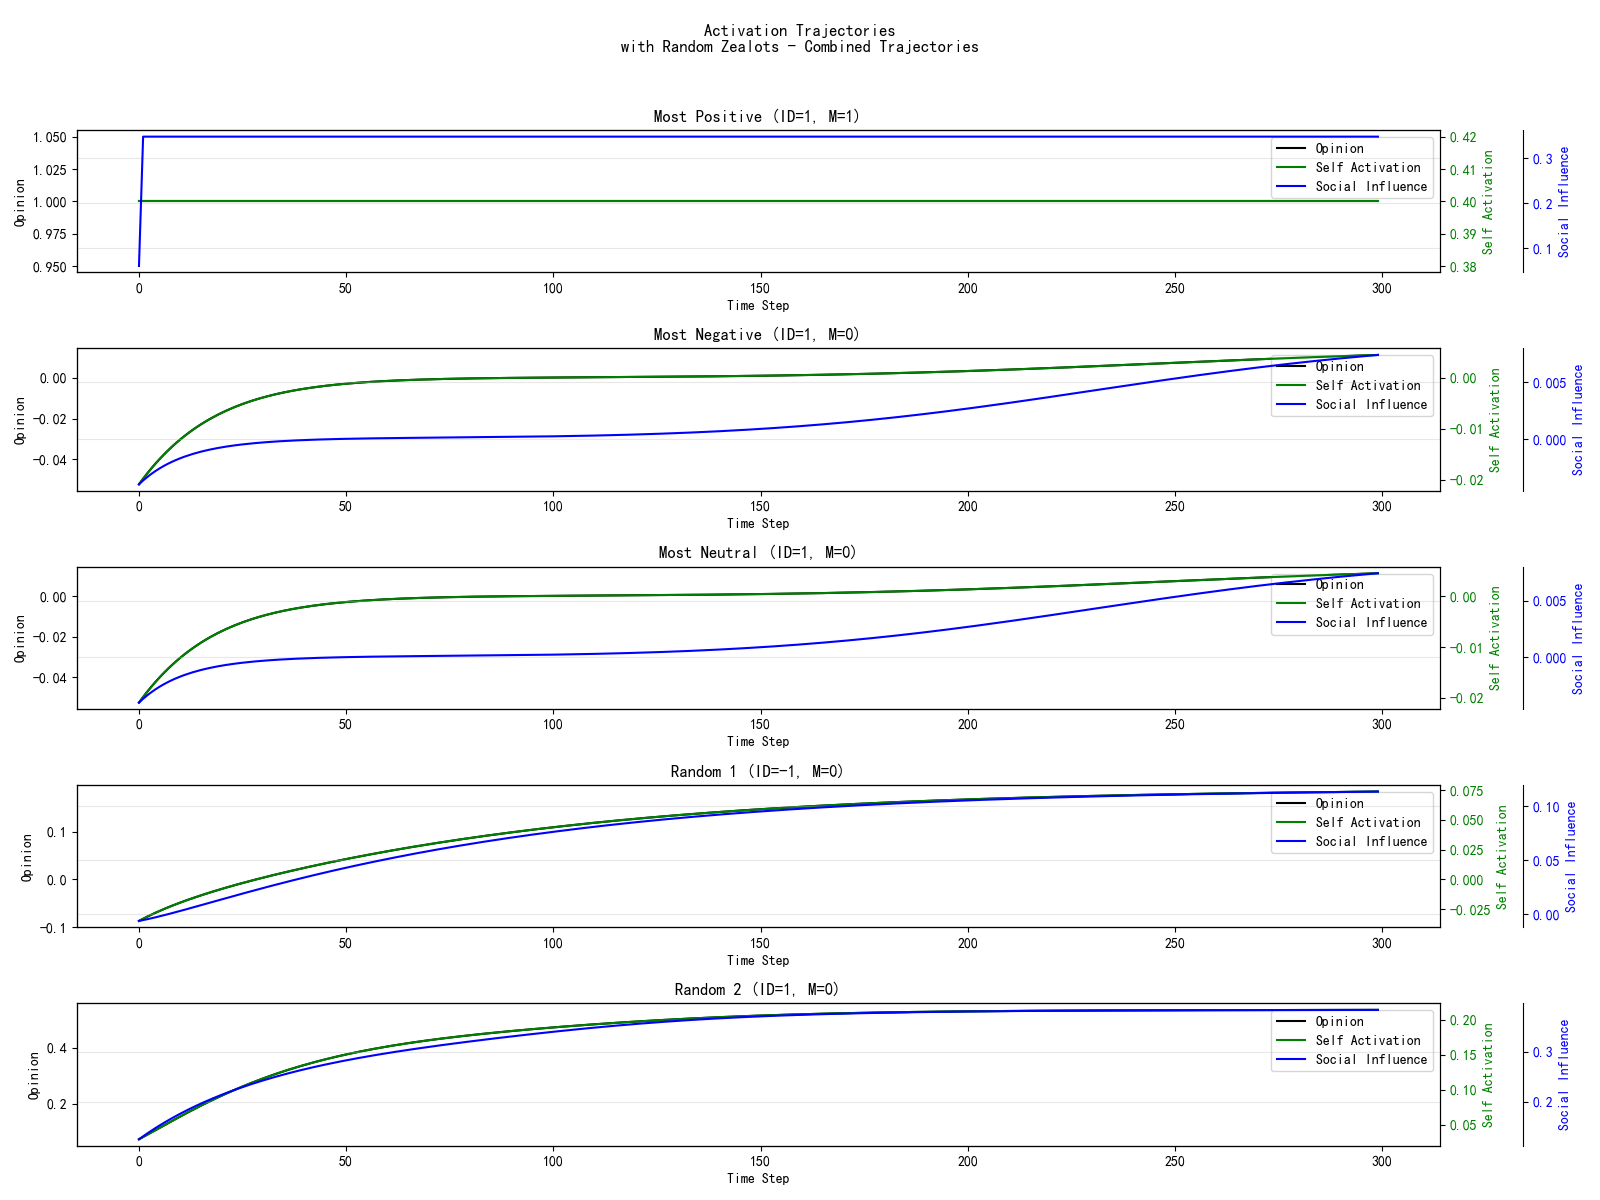 Activation Trajectories
with Random Zealots - Combined Trajectories
Most Positive (ID=1, M=1)
1.050
1.025
1.000
0.975
0.950
Opinion
0.42
0.41
0.40
0.39
0.38
Self Activation
0.3
0.2
0.1
Social Influence
Opinion
Self Activation
Social Influence
0 50 100 150 200 250 300
Time Step
Most Negative (ID=1, M=0)
0.00
-0.02
-0.04
Opinion
0.00
-0.01
-0.02
Self Activation
0.005
0.000
Social Influence
Opinion
Self Activation
Social Influence
0 50 100 150 200 250 300
Time Step
Most Neutral (ID=1, M=0)
0.00
-0.02
-0.04
Opinion
0.00
-0.01
-0.02
Self Activation
0.005
0.000
Social Influence
Opinion
Self Activation
Social Influence
0 50 100 150 200 250 300
Time Step
Random 1 (ID=-1, M=0)
0.1
0.0
-0.1
Opinion
0.075
0.050
0.025
0.000
-0.025
Self Activation
0.10
0.05
0.00
Social Influence
Opinion
Self Activation
Social Influence
0 50 100 150 200 250 300
Time Step
Random 2 (ID=1, M=0)
0.4
0.2
Opinion
0.20
0.15
0.10
0.05
Self Activation
0.3
0.2
Social Influence
Opinion
Self Activation
Social Influence
0 50 100 150 200 250 300
Time Step